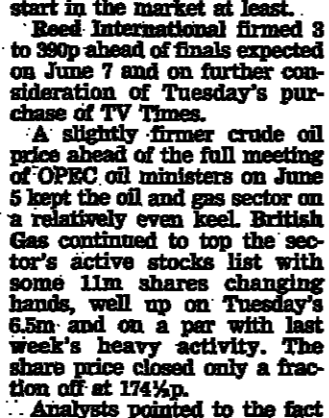 start in the market at least.
Reed International firmed 3
to 390p ahead of finals expected
on June 7 and on further con-
sideration of Tuesday's pur-
chase of TV Times.
A slightly firmer crude oil
price ahead of the full meeting
of OPEC oil ministers on June
5 kept the oil and gas sector on
a relatively even keel. British
Gas continued to top the sec-
tor's active stocks list with
some 11m shares changing
hands, well up on Tuesday's
6.5m and on a par with last
week's heavy activity. The
share price closed only a frac-
tion off at 174½p.
Analysts pointed to the fact